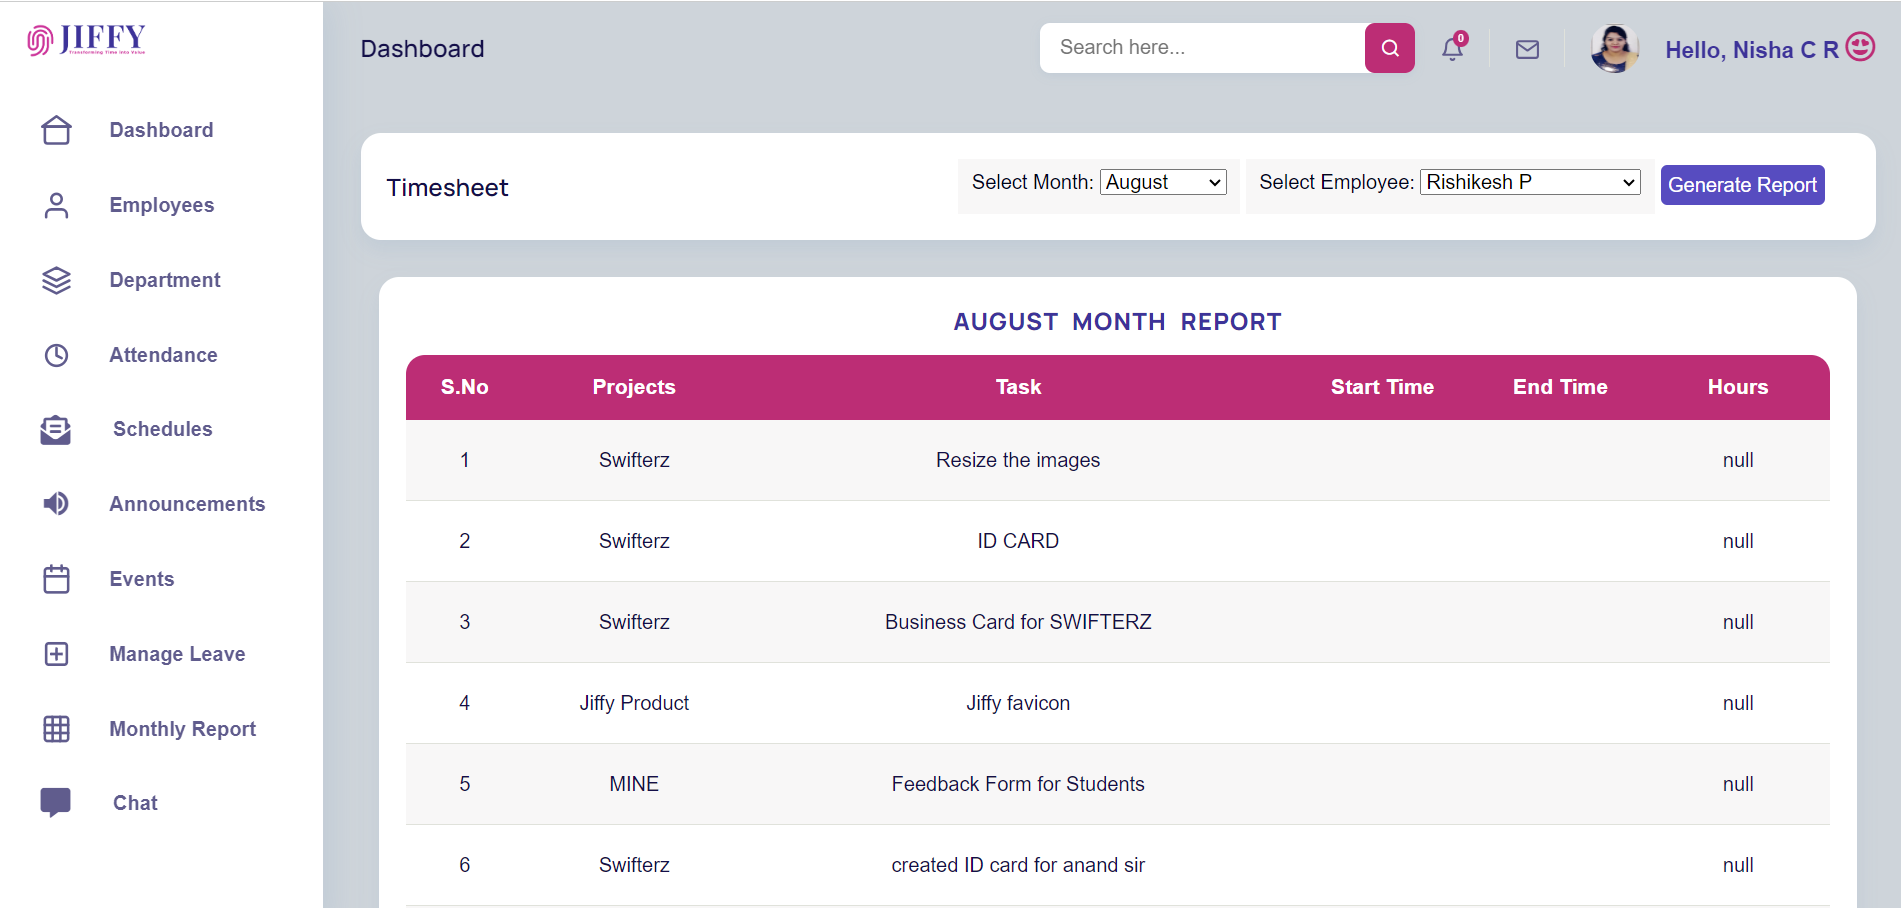 JIFFY
Transforming Time Into Value
Dashboard
Search here...
0
Hello, Nisha C R
Dashboard
Employees
Department
Attendance
Schedules
Announcements
Events
Manage Leave
Monthly Report
Chat
Timesheet
Select Month: August
Select Employee: Rishikesh P
Generate Report
AUGUST MONTH REPORT
S.No Projects Task Start Time End Time Hours
1 Swifterz Resize the images null
2 Swifterz ID CARD null
3 Swifterz Business Card for SWIFTERZ null
4 Jiffy Product Jiffy favicon null
5 MINE Feedback Form for Students null
6 Swifterz created ID card for anand sir null